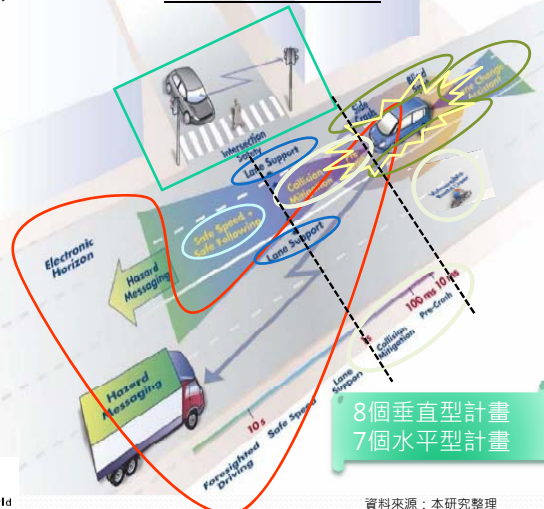 Intersection
Safety
Lane Support
Side
Crash
Blind
Spot
Lane Change
Assistant
Collision
Mitigation
Safe Speed +
Safe Following
Lane Support
Electronic
Horizon
Hazard
Messaging
Hazard
Messaging
100 ms
10 ms
Pre-Crash
Collision
Mitigation
Lane
Support
10s
Safe Speed
Foresighted
Driving
8個垂直型計畫
7個水平型計畫
資料來源：本研究整理